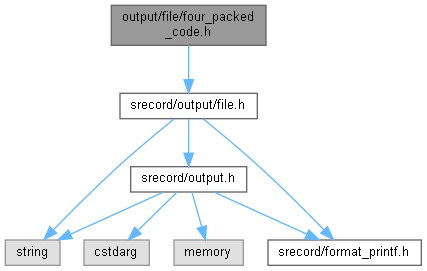 output/file/four_packed
_code.h
srecord/output/file.h
srecord/output.h
string
cstdarg
memory
srecord/format_printf.h